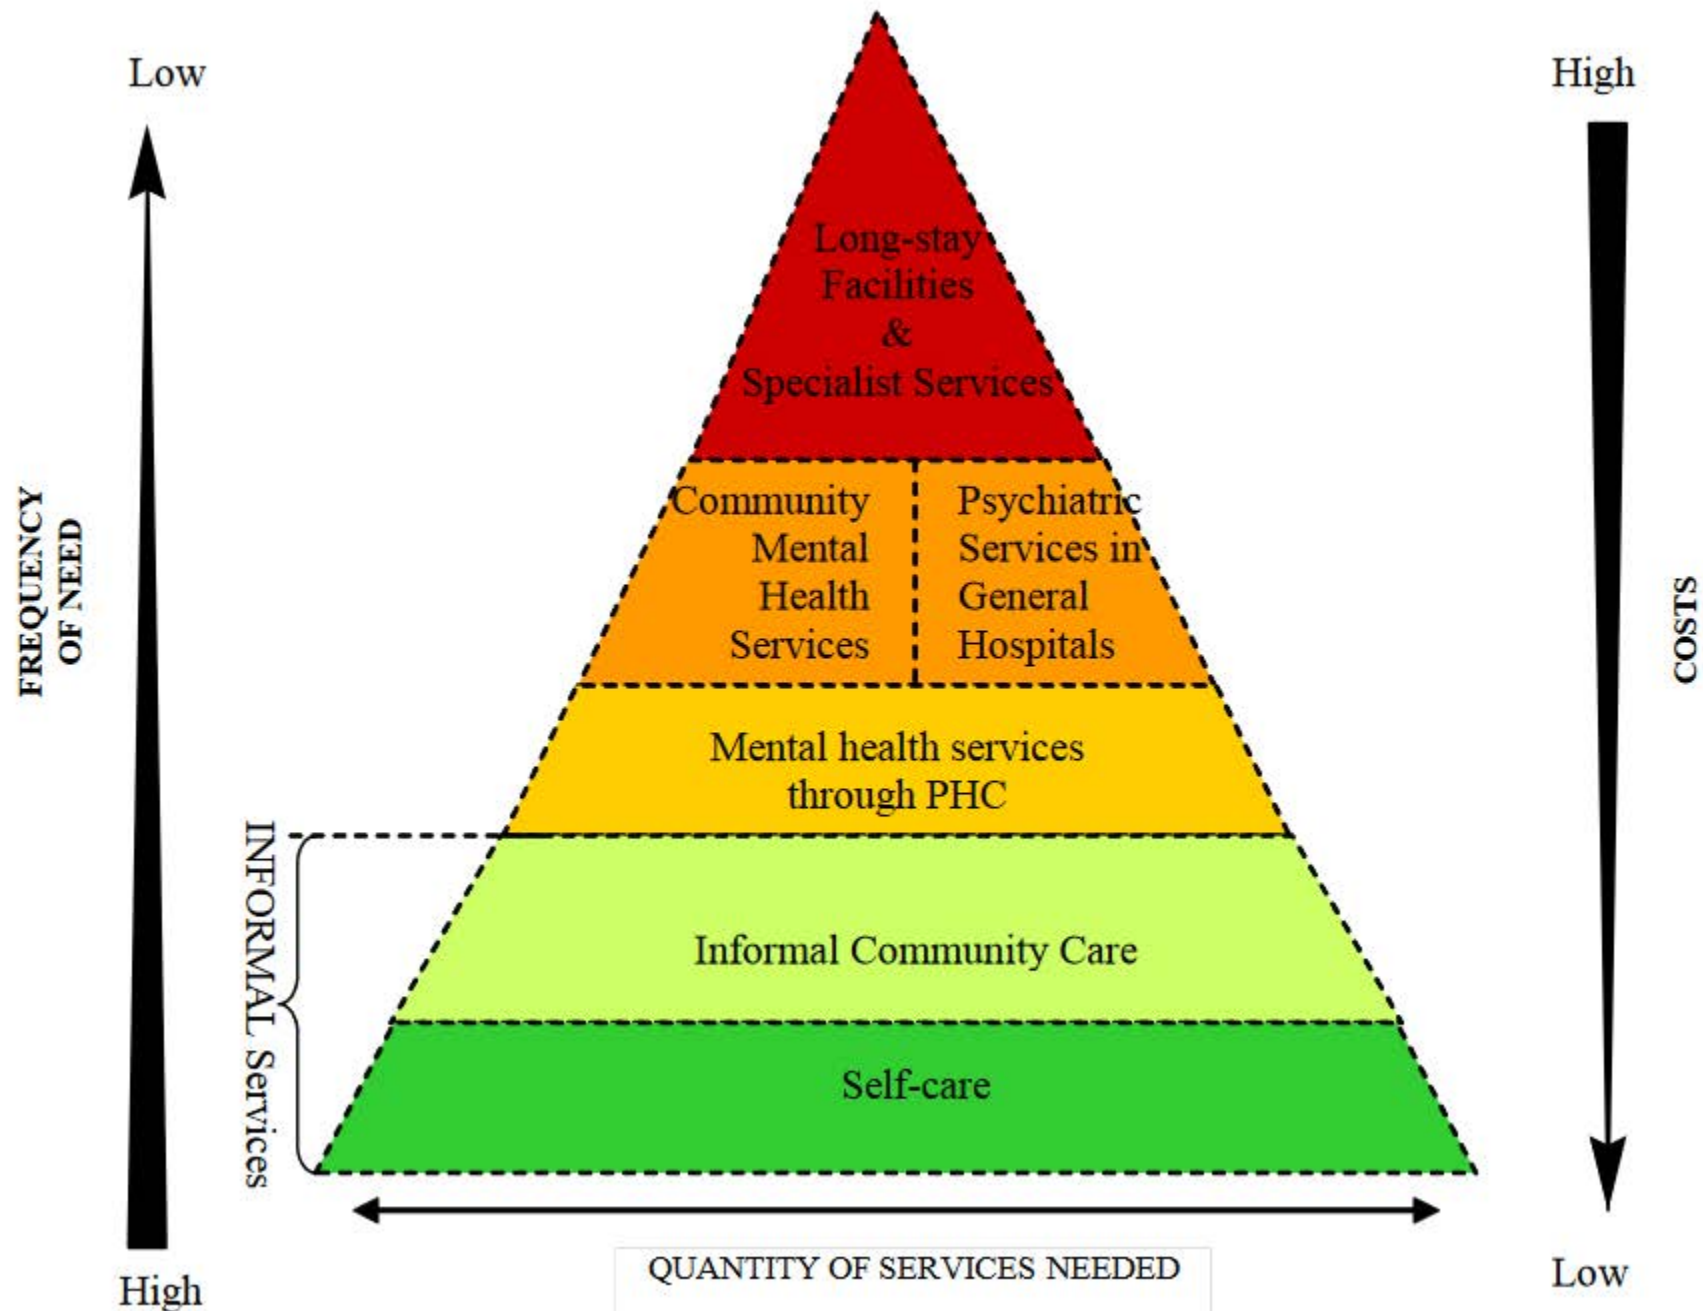 Low
High
Long-stay
Facilities
&
Specialist Services
Community
Mental
Health
Services
Psychiatric
Services in
General
Hospitals
FREQUENCY
OF NEED
COSTS
Mental health services
through PHC
INFORMAL Services
Informal Community Care
Self-care
QUANTITY OF SERVICES NEEDED
High
Low